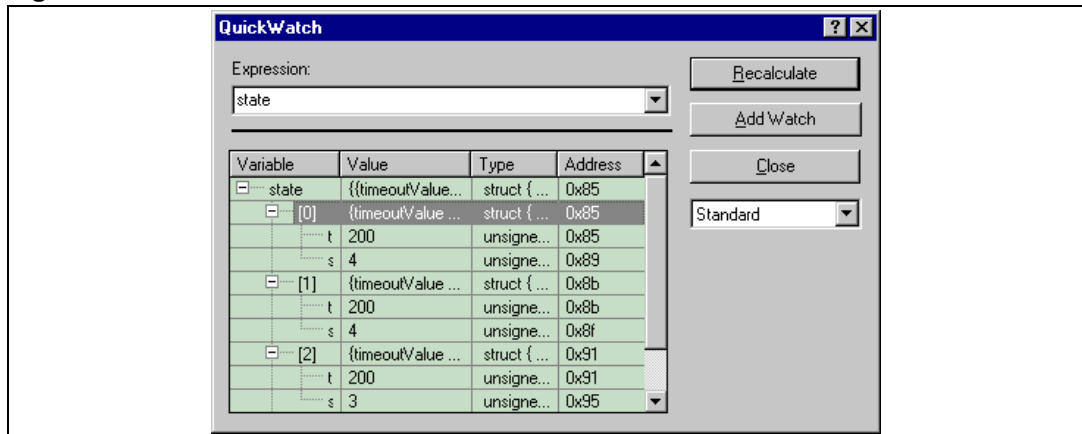 QuickWatch
Expression:
state
Recalculate
Add Watch
Close
Standard
Variable Value Type Address
state {{timeoutValue... struct { ... 0x85
[0] {timeoutValue ... struct { ... 0x85
t 200 unsigne... 0x85
s 4 unsigne... 0x89
[1] {timeoutValue ... struct { ... 0x8b
t 200 unsigne... 0x8b
s 4 unsigne... 0x8f
[2] {timeoutValue ... struct { ... 0x91
t 200 unsigne... 0x91
s 3 unsigne... 0x95